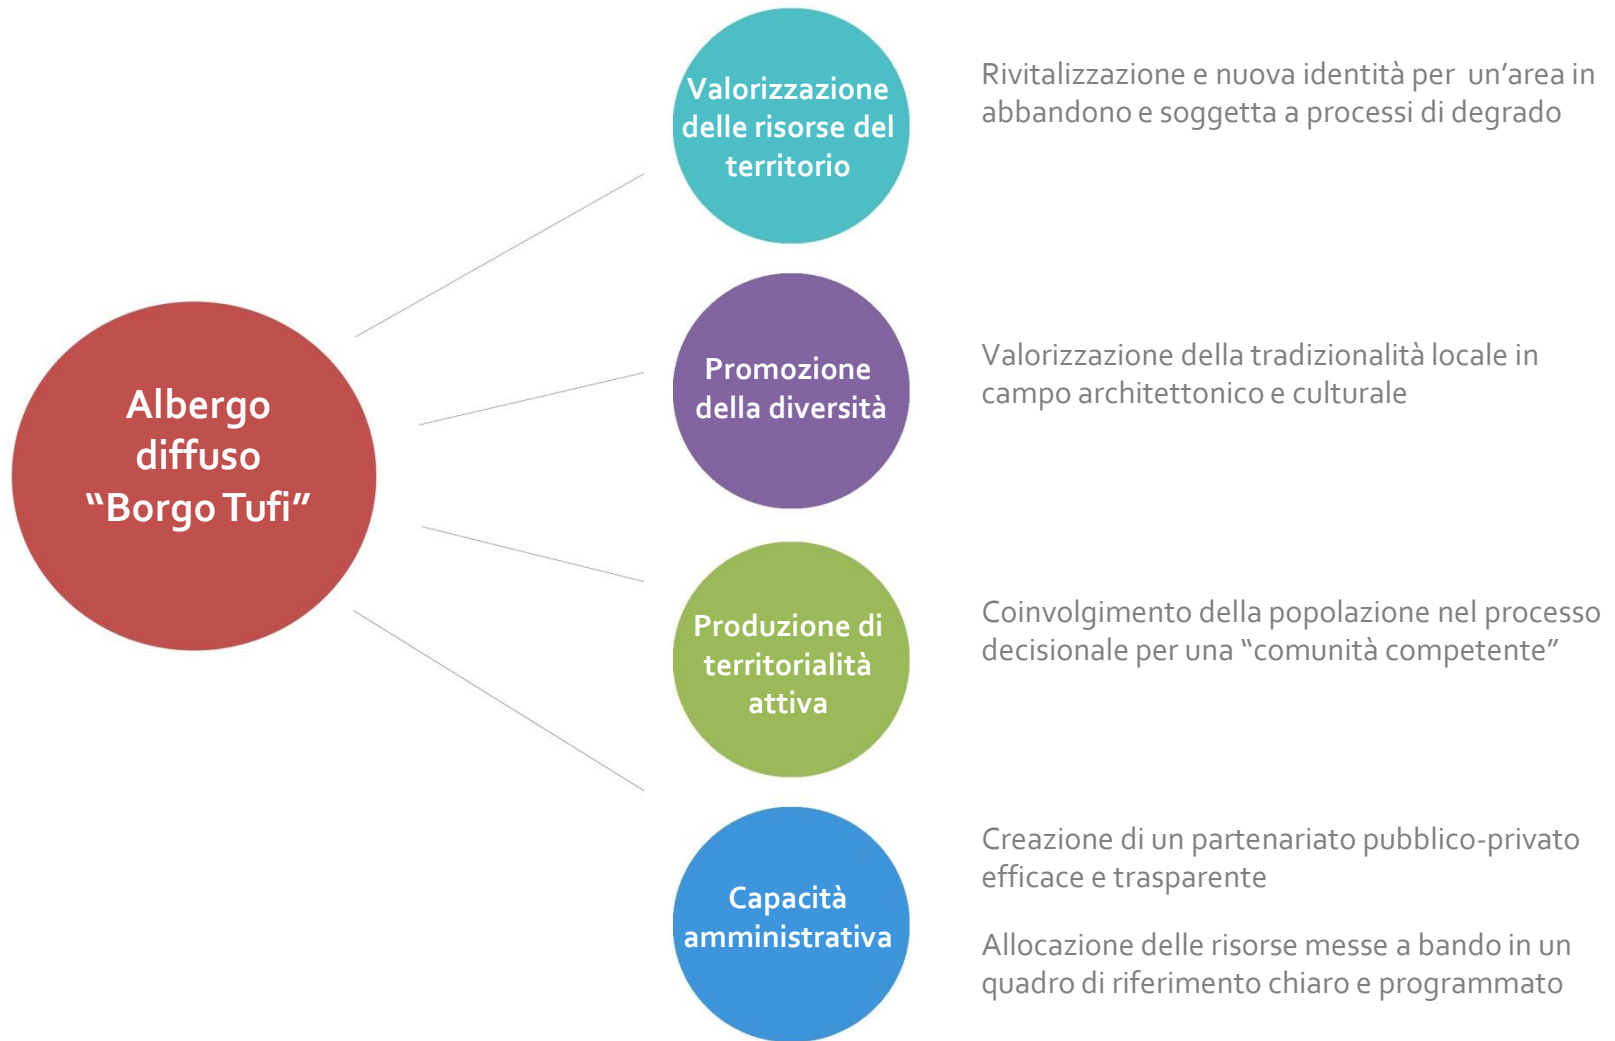 Albergo
diffuso
“Borgo Tufi”
Valorizzazione
delle risorse del
territorio
Rivitalizzazione e nuova identità per un’area in
abbandono e soggetta a processi di degrado
Promozione
della diversità
Valorizzazione della tradizionalità locale in
campo architettonico e culturale
Produzione di
territorialità
attiva
Coinvolgimento della popolazione nel processo
decisionale per una “comunità competente”
Capacità
amministrativa
Creazione di un partenariato pubblico-privato
efficace e trasparente
Allocazione delle risorse messe a bando in un
quadro di riferimento chiaro e programmato